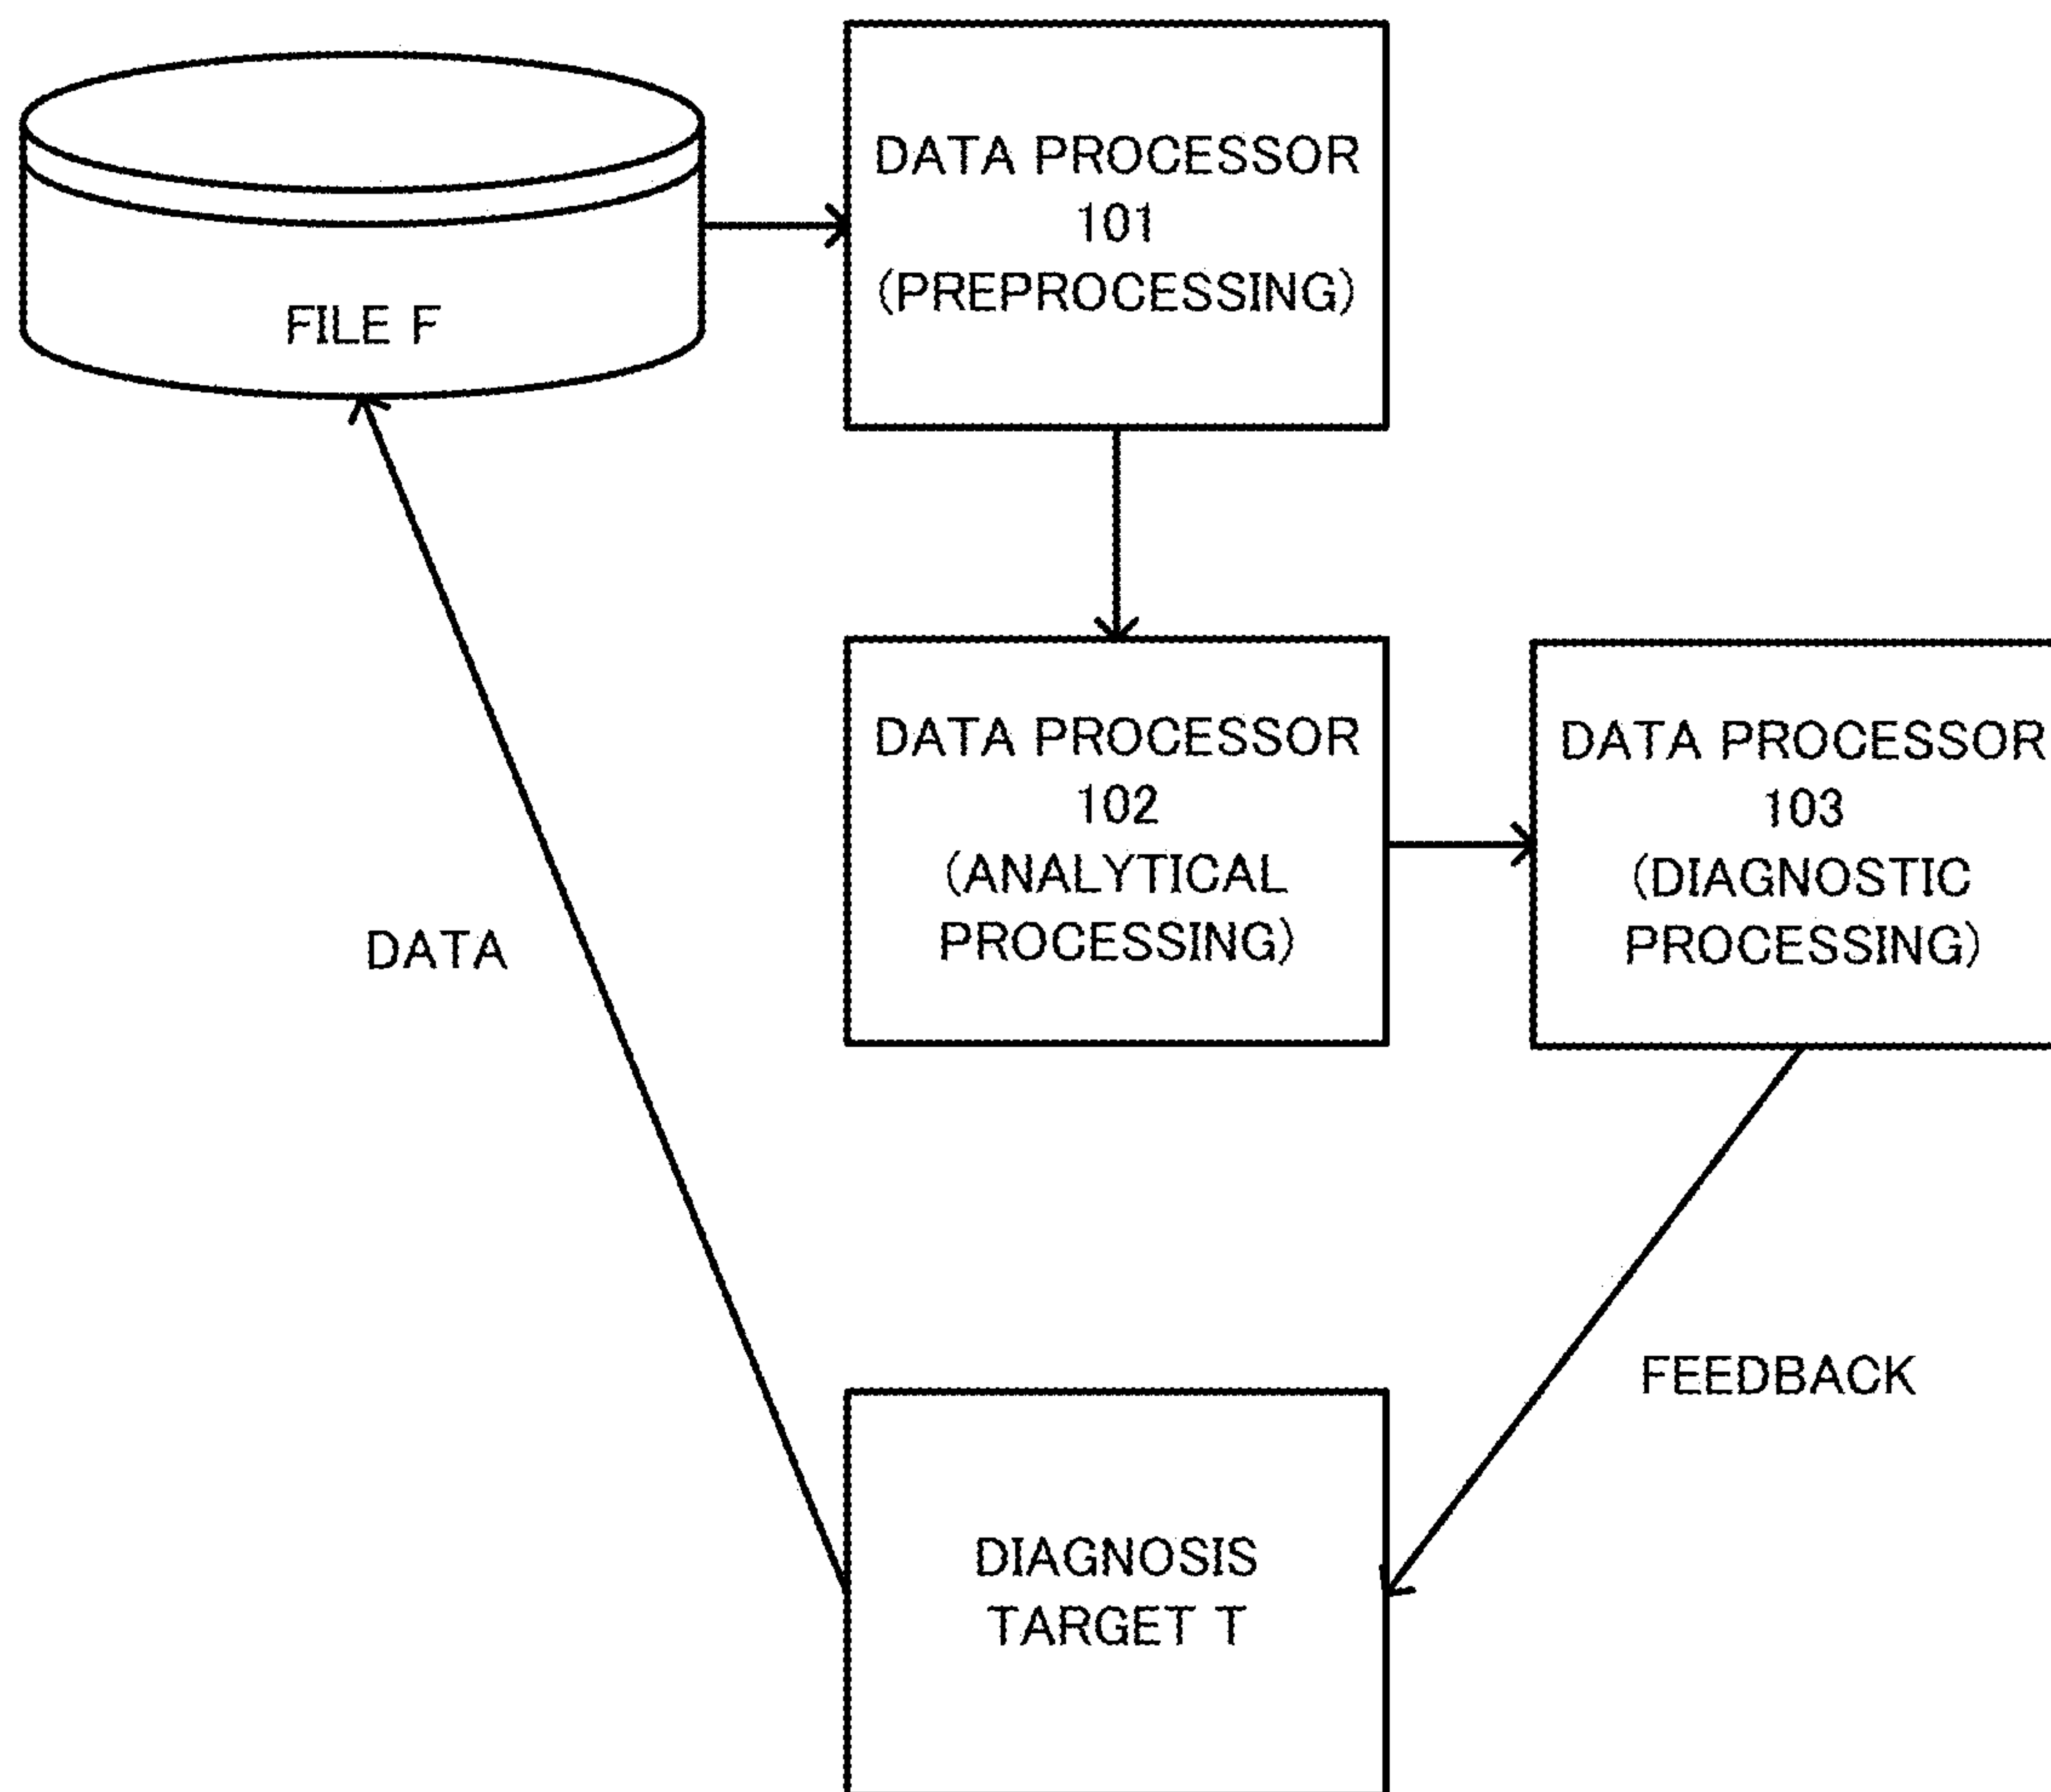 DATA PROCESSOR
101
(PREPROCESSING)
FILE F
DATA PROCESSOR
102
(ANALYTICAL
PROCESSING)
DATA PROCESSOR
103
(DIAGNOSTIC
PROCESSING)
DATA
FEEDBACK
DIAGNOSIS
TARGET T